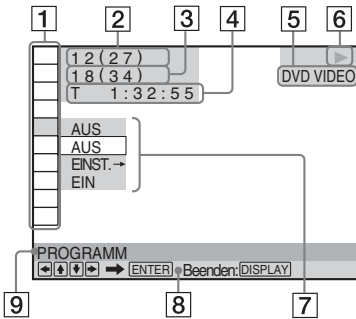 1 2 3 4 5 6
12(27)
18(34)
T 1:32:55
DVD VIDEO
AUS
AUS
EINST.→
EIN
PROGRAMM
← ↑ ↓ → ➡ ENTER Beenden: DISPLAY
9 8 7